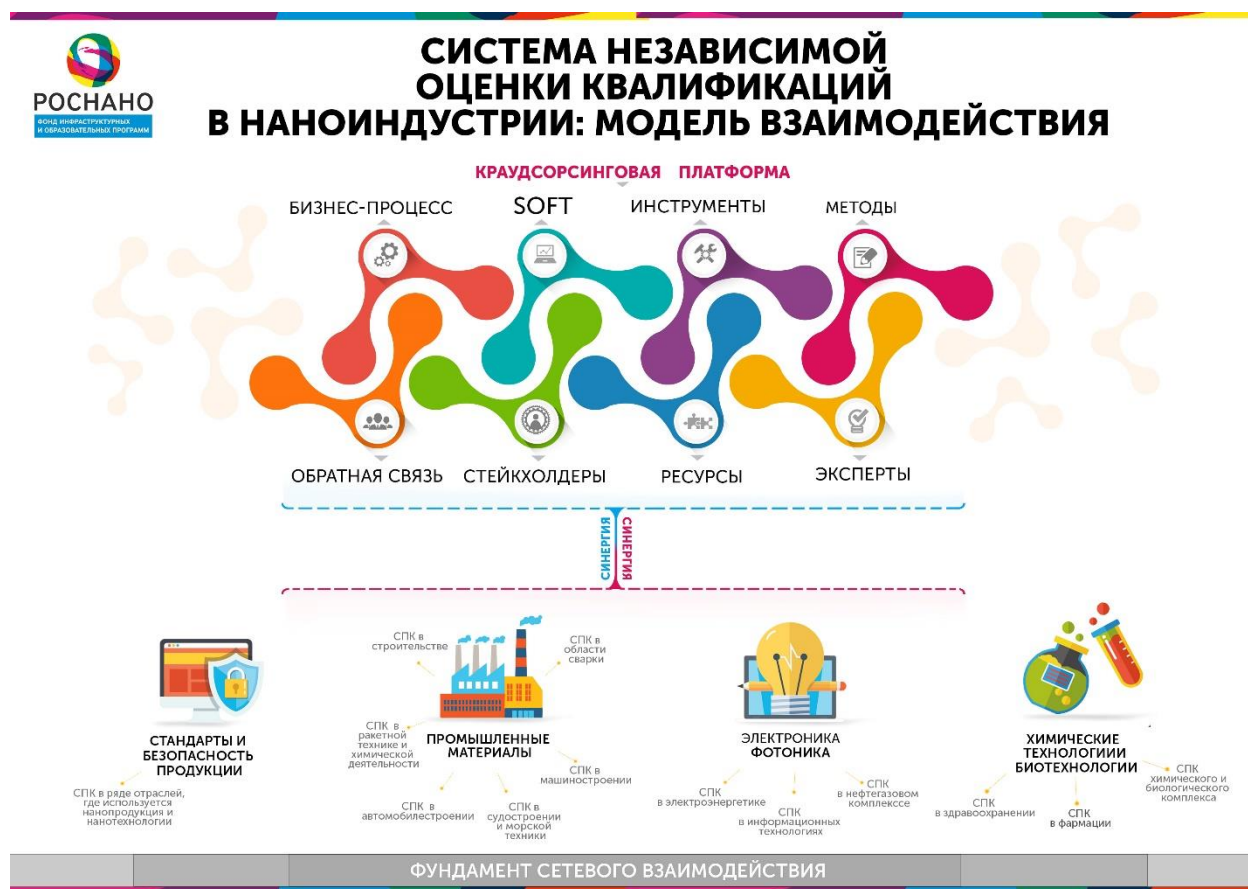 РОСНАНО
ФОНД ИНФРАСТРУКТУРНЫХ
И ОБРАЗОВАТЕЛЬНЫХ ПРОГРАММ
СИСТЕМА НЕЗАВИСИМОЙ
ОЦЕНКИ КВАЛИФИКАЦИЙ
В НАНОИНДУСТРИИ: МОДЕЛЬ ВЗАИМОДЕЙСТВИЯ
КРАУДСОРСИНГОВАЯ ПЛАТФОРМА
БИЗНЕС-ПРОЦЕСС
SOFT
ИНСТРУМЕНТЫ
МЕТОДЫ
ОБРАТНАЯ СВЯЗЬ
СТЕЙКХОЛДЕРЫ
РЕСУРСЫ
ЭКСПЕРТЫ
СИНЕРГИЯ
СИНЕРГИЯ
СТАНДАРТЫ И
БЕЗОПАСНОСТЬ
ПРОДУКЦИИ
СПК в ряде отраслей,
где используется
нанопродукция и
нанотехнологии
СПК в
строительстве
СПК в
области
сварки
СПК в
ракетной
технике и
химической
деятельности
ПРОМЫШЛЕННЫЕ
МАТЕРИАЛЫ
СПК в
машиностроении
СПК в
автомобилестроении
СПК в
судостроении
и морской
техники
ЭЛЕКТРОНИКА
ФОТОНИКА
СПК
в электроэнергетике
СПК
в информационных
технологиях
СПК
в нефтегазовом
комплекссе
ХИМИЧЕСКИЕ
ТЕХНОЛОГИИИ
БИОТЕХНОЛОГИИ
СПК
в здравоохранении
СПК
в фармации
СПК
химического и
биологического
комплекса
ФУНДАМЕНТ СЕТЕВОГО ВЗАИМОДЕЙСТВИЯ